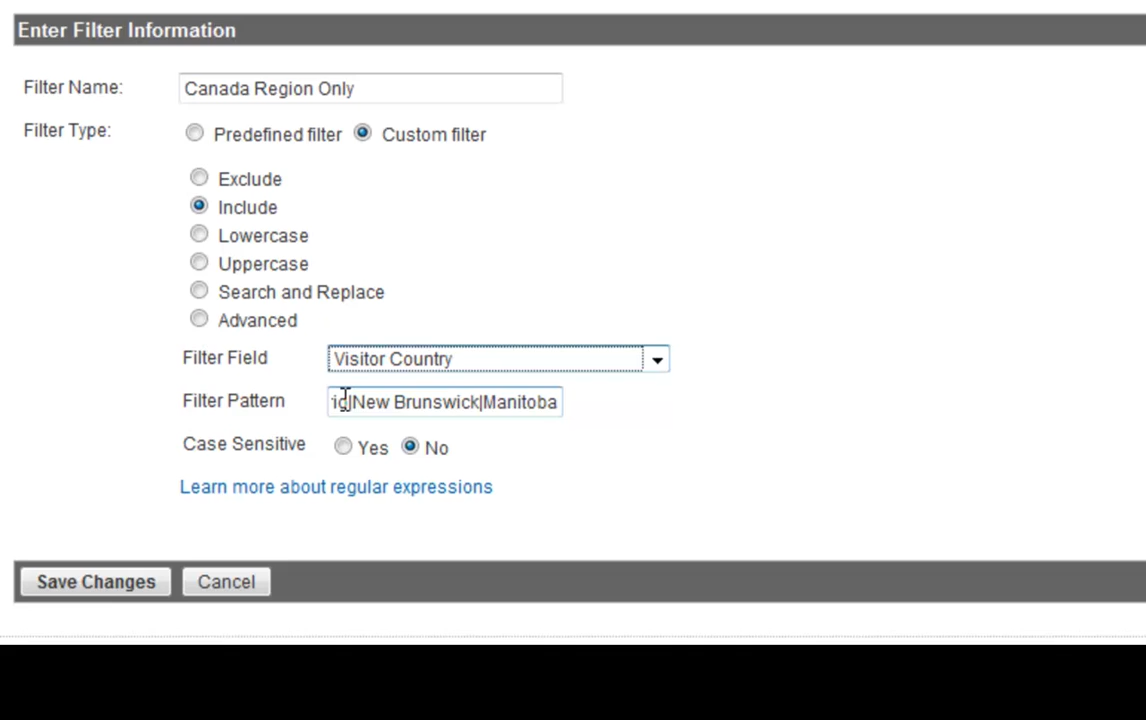 Enter Filter Information
Filter Name: Canada Region Only
Filter Type: Predefined filter Custom filter
Exclude
Include
Lowercase
Uppercase
Search and Replace
Advanced
Filter Field Visitor Country
Filter Pattern |New Brunswick|Manitoba
Case Sensitive Yes No
Learn more about regular expressions
Save Changes Cancel